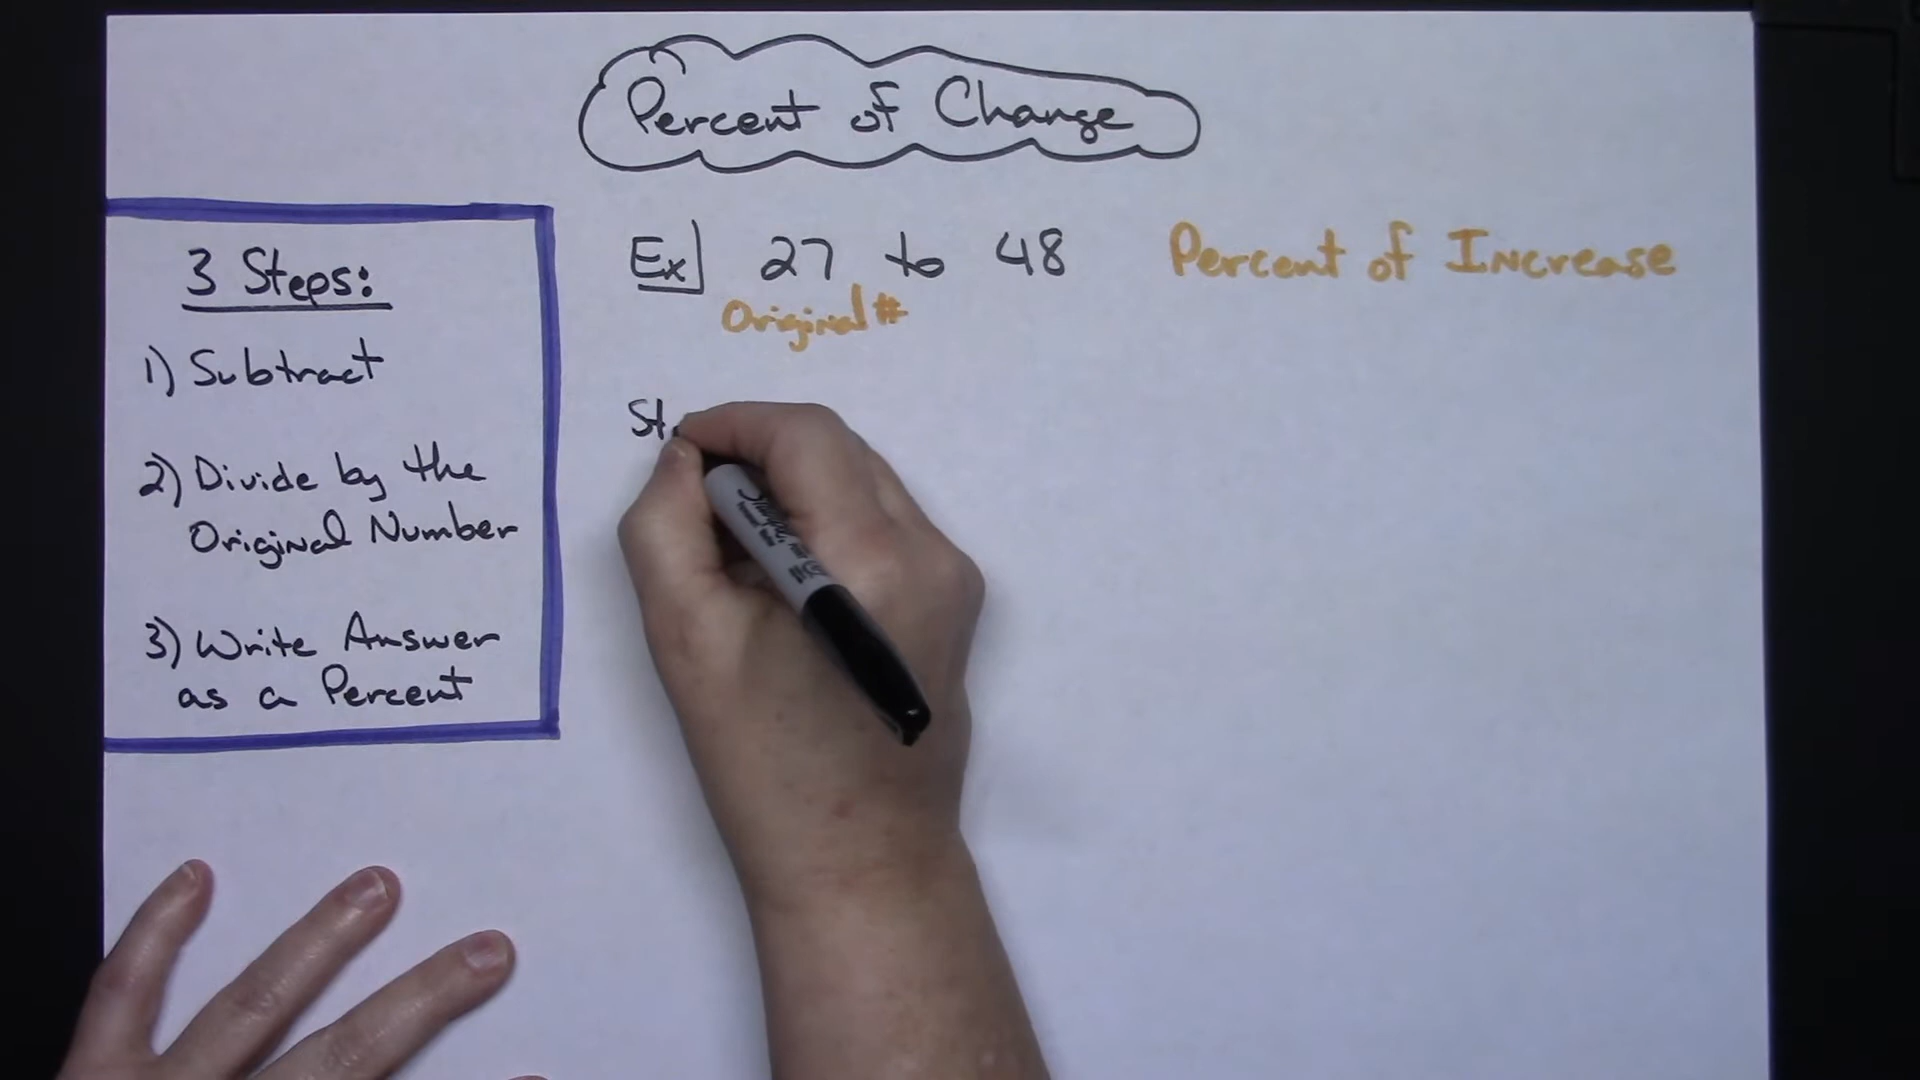 Percent of Change
3 Steps:
1) Subtract
2) Divide by the
Original Number
3) Write Answer
as a Percent
Ex] 27 to 48 Percent of Increase
Original #
St
Sharpie